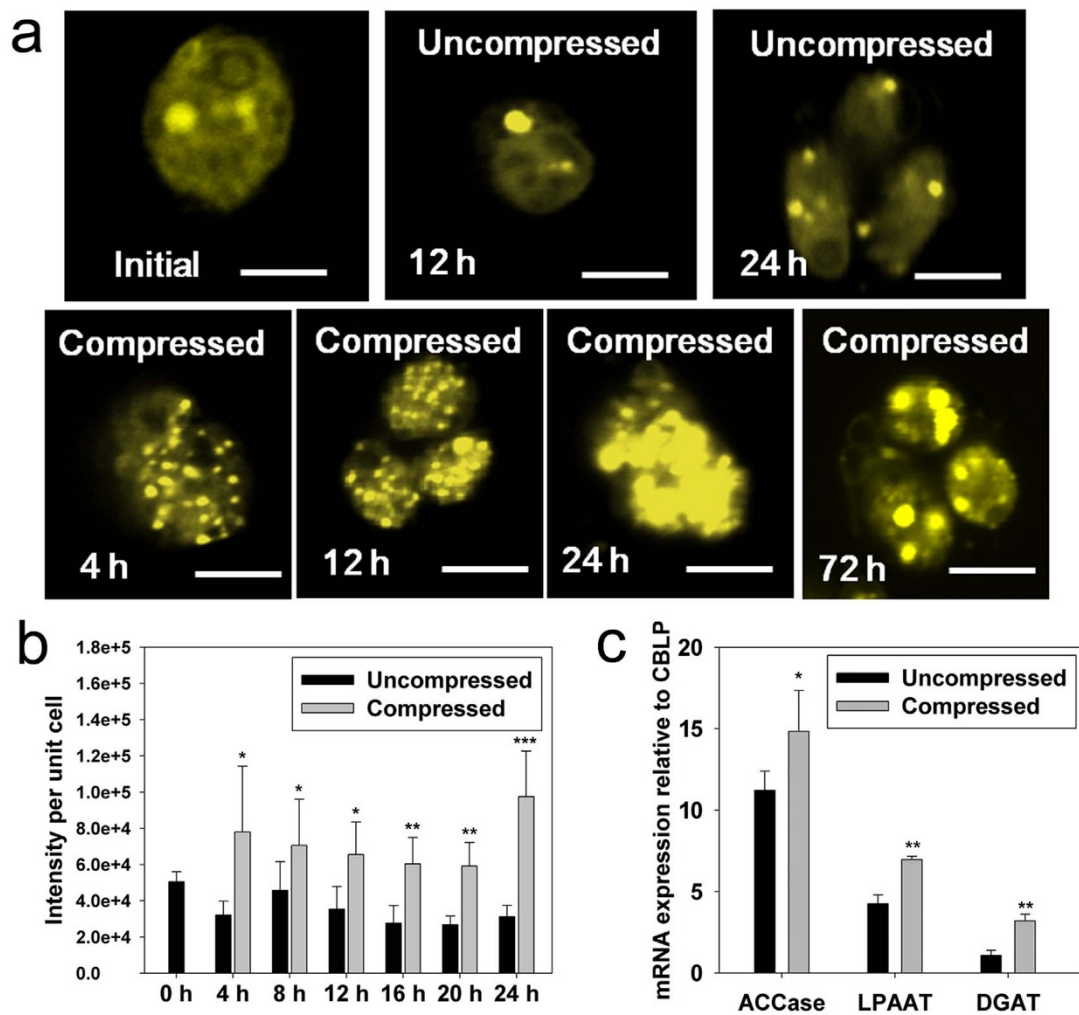 a
Uncompressed
Uncompressed
Initial
12 h
24 h
Compressed
Compressed
Compressed
Compressed
4 h
12 h
24 h
72 h
b
Intensity per unit cell
1.8e+5
1.6e+5
1.4e+5
1.2e+5
1.0e+5
8.0e+4
6.0e+4
4.0e+4
2.0e+4
0.0
Uncompressed
Compressed
*
*
*
**
**
***
0 h 4 h 8 h 12 h 16 h 20 h 24 h
c
mRNA expression relative to CBLP
20
15
10
5
0
Uncompressed
Compressed
*
**
**
ACCase LPAAT DGAT